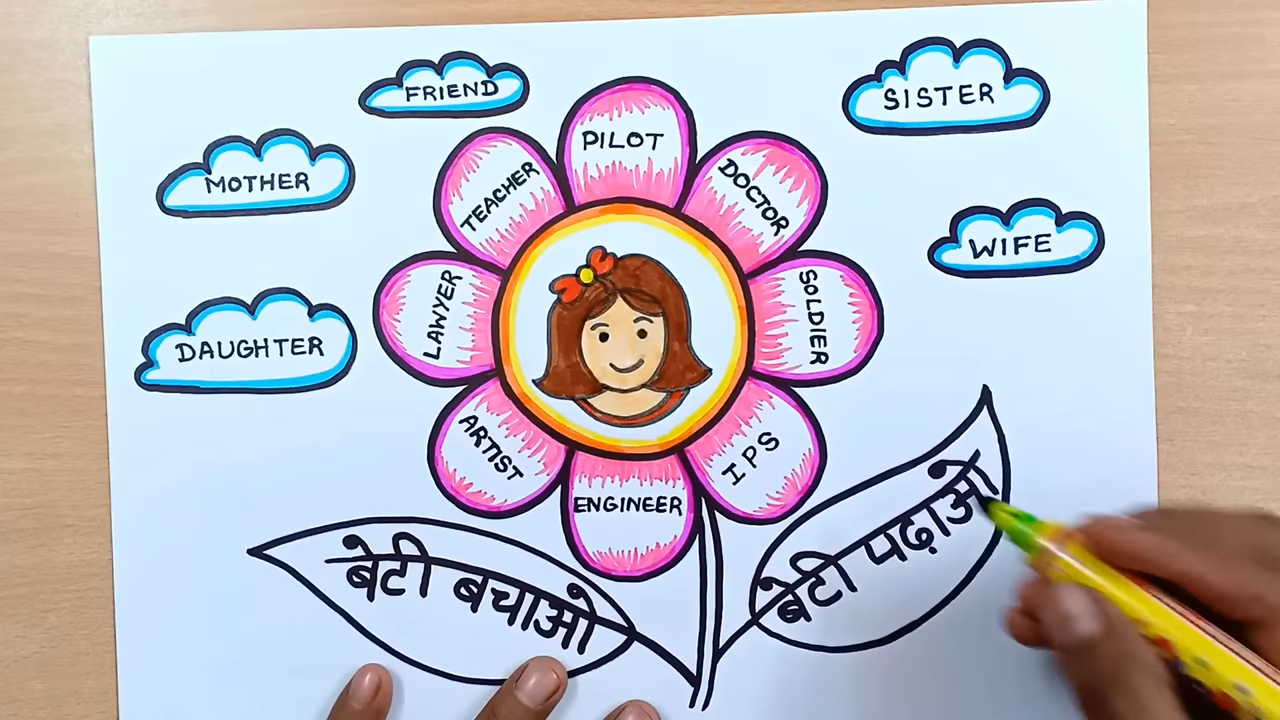 FRIEND
SISTER
MOTHER
WIFE
DAUGHTER
PILOT
DOCTOR
SOLDIER
IPS
ENGINEER
ARTIST
LAWYER
TEACHER
बेटी बचाओ
बेटी पढ़ाओ